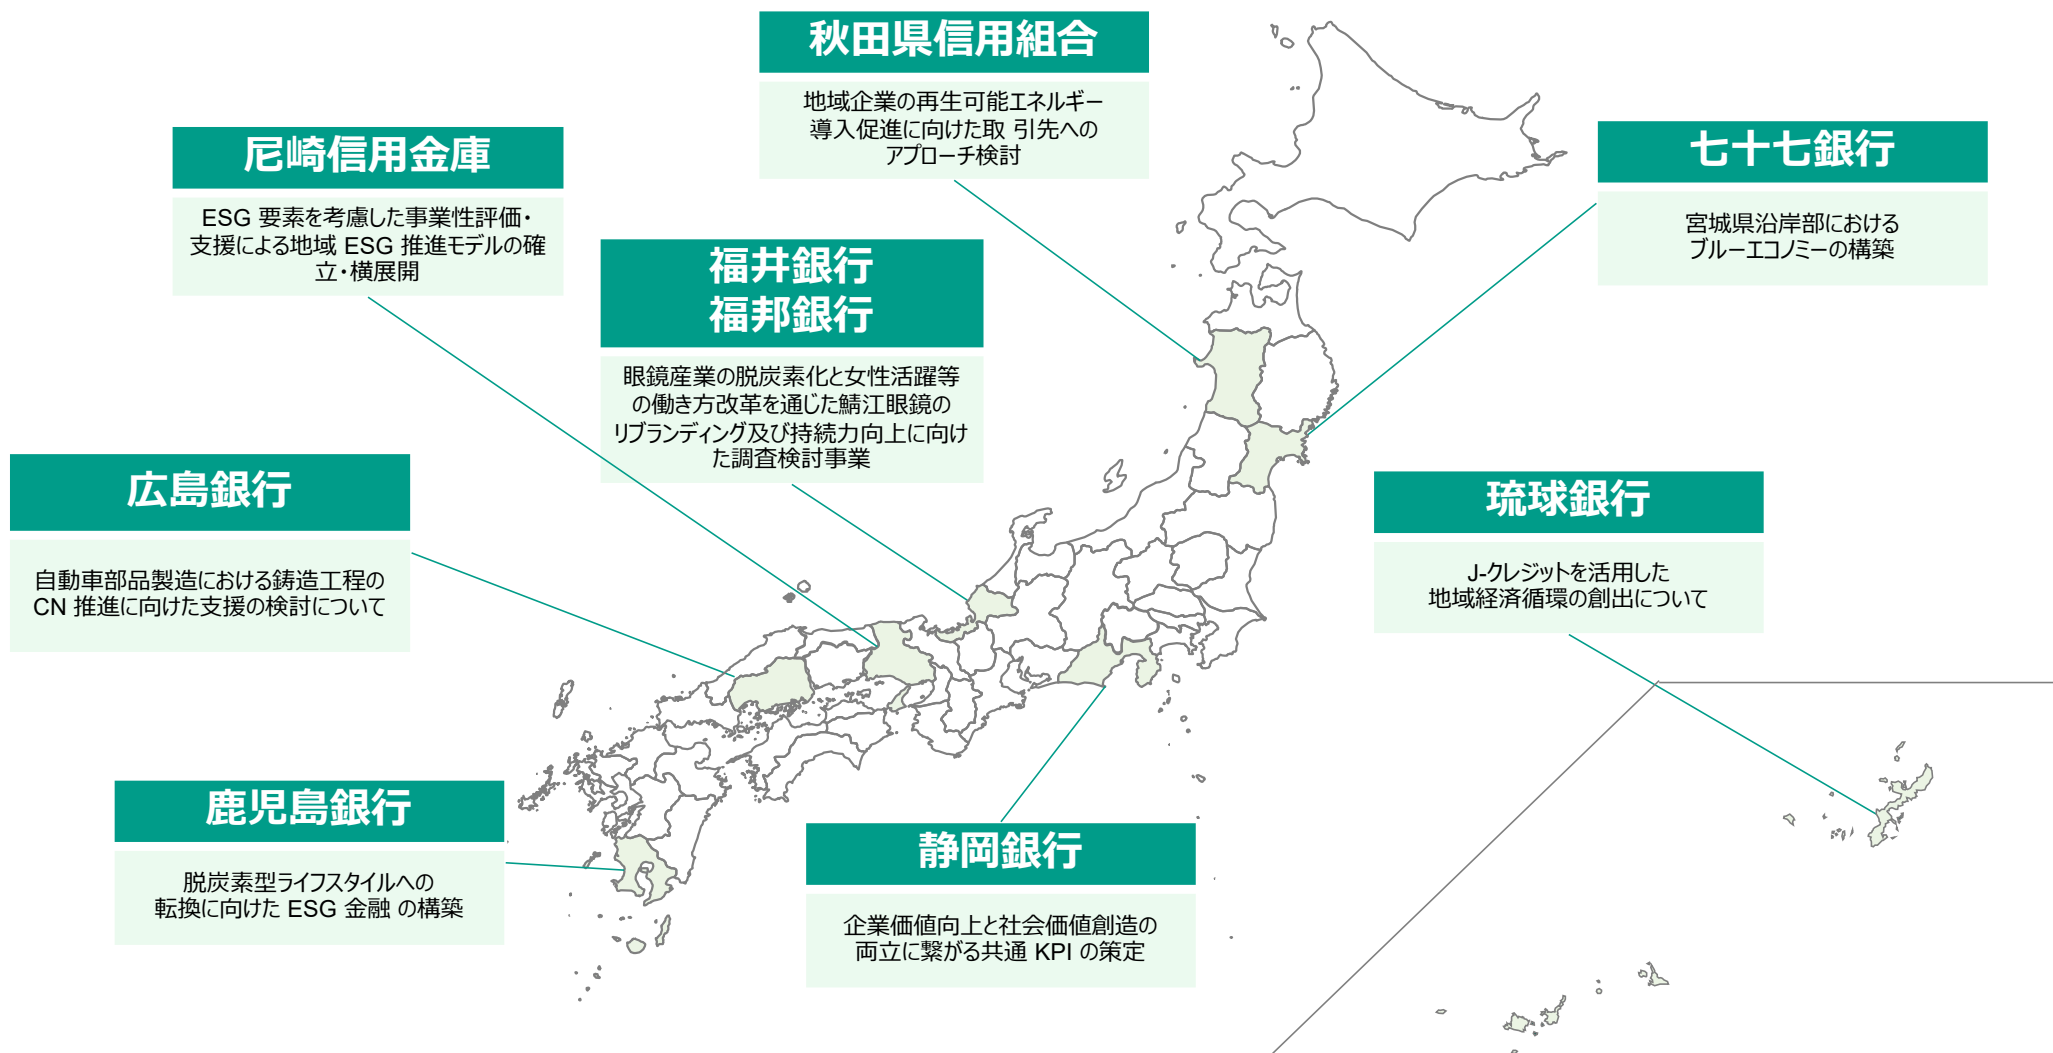 秋田県信用組合
地域企業の再生可能エネルギー
導入促進に向けた取 引先への
アプローチ検討
尼崎信用金庫
ESG 要素を考慮した事業性評価・
支援による地域 ESG 推進モデルの確
立・横展開
七十七銀行
宮城県沿岸部における
ブルーエコノミーの構築
福井銀行
福邦銀行
眼鏡産業の脱炭素化と女性活躍等
の働き方改革を通じた鯖江眼鏡の
リブランディング及び持続力向上に向け
た調査検討事業
広島銀行
自動車部品製造における鋳造工程の
CN 推進に向けた支援の検討について
琉球銀行
J-クレジットを活用した
地域経済循環の創出について
鹿児島銀行
脱炭素型ライフスタイルへの
転換に向けた ESG 金融 の構築
静岡銀行
企業価値向上と社会価値創造の
両立に繋がる共通 KPI の策定